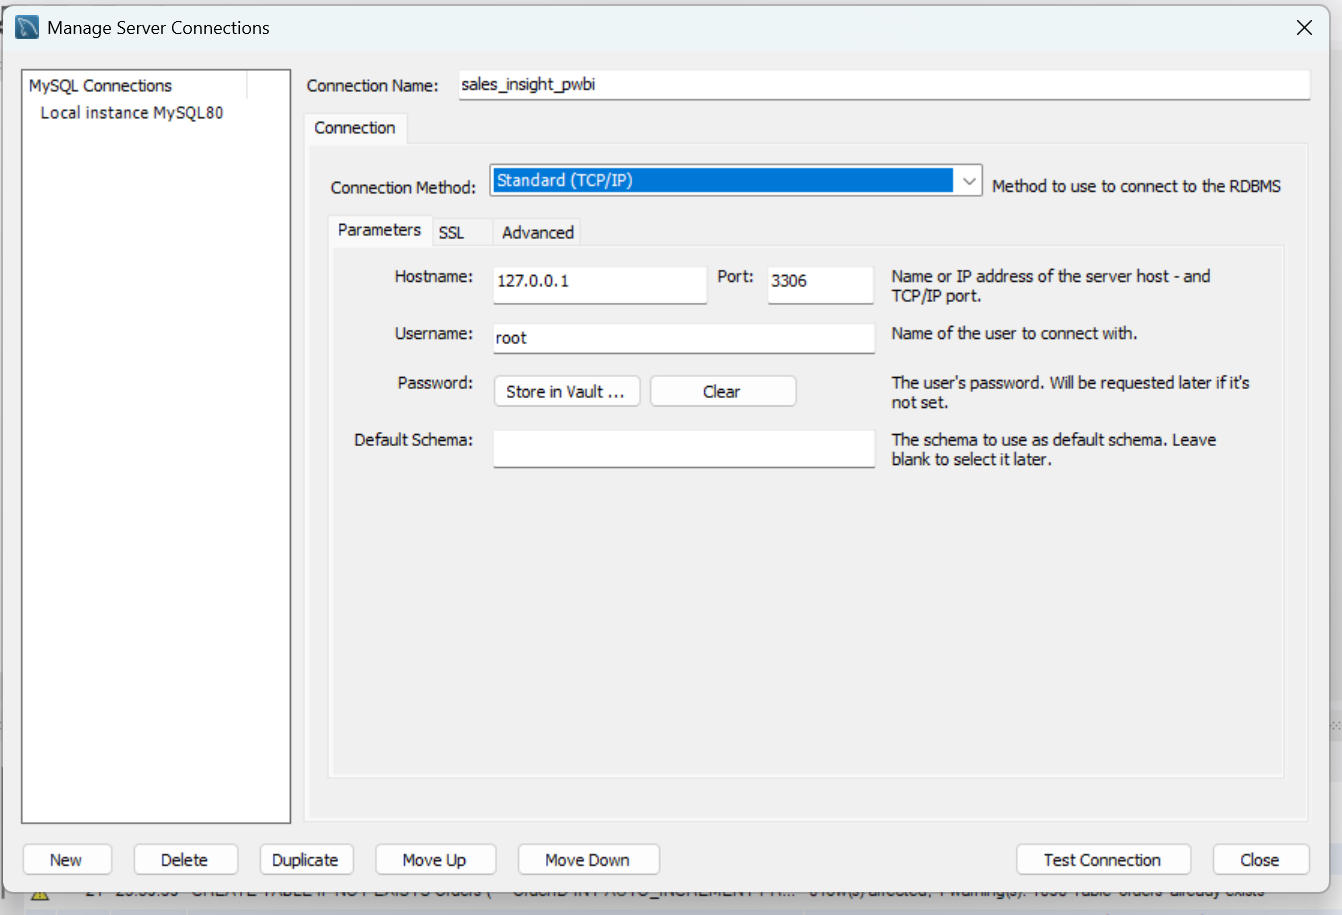 Manage Server Connections
MySQL Connections
Local instance MySQL80
Connection Name: sales_insight_pwbi
Connection
Connection Method: Standard (TCP/IP) Method to use to connect to the RDBMS
Parameters SSL Advanced
Hostname: 127.0.0.1 Port: 3306 Name or IP address of the server host - and
TCP/IP port.
Username: root Name of the user to connect with.
Password: Store in Vault ... Clear The user's password. Will be requested later if it's
not set.
Default Schema: The schema to use as default schema. Leave
blank to select it later.
New Delete Duplicate Move Up Move Down Test Connection Close